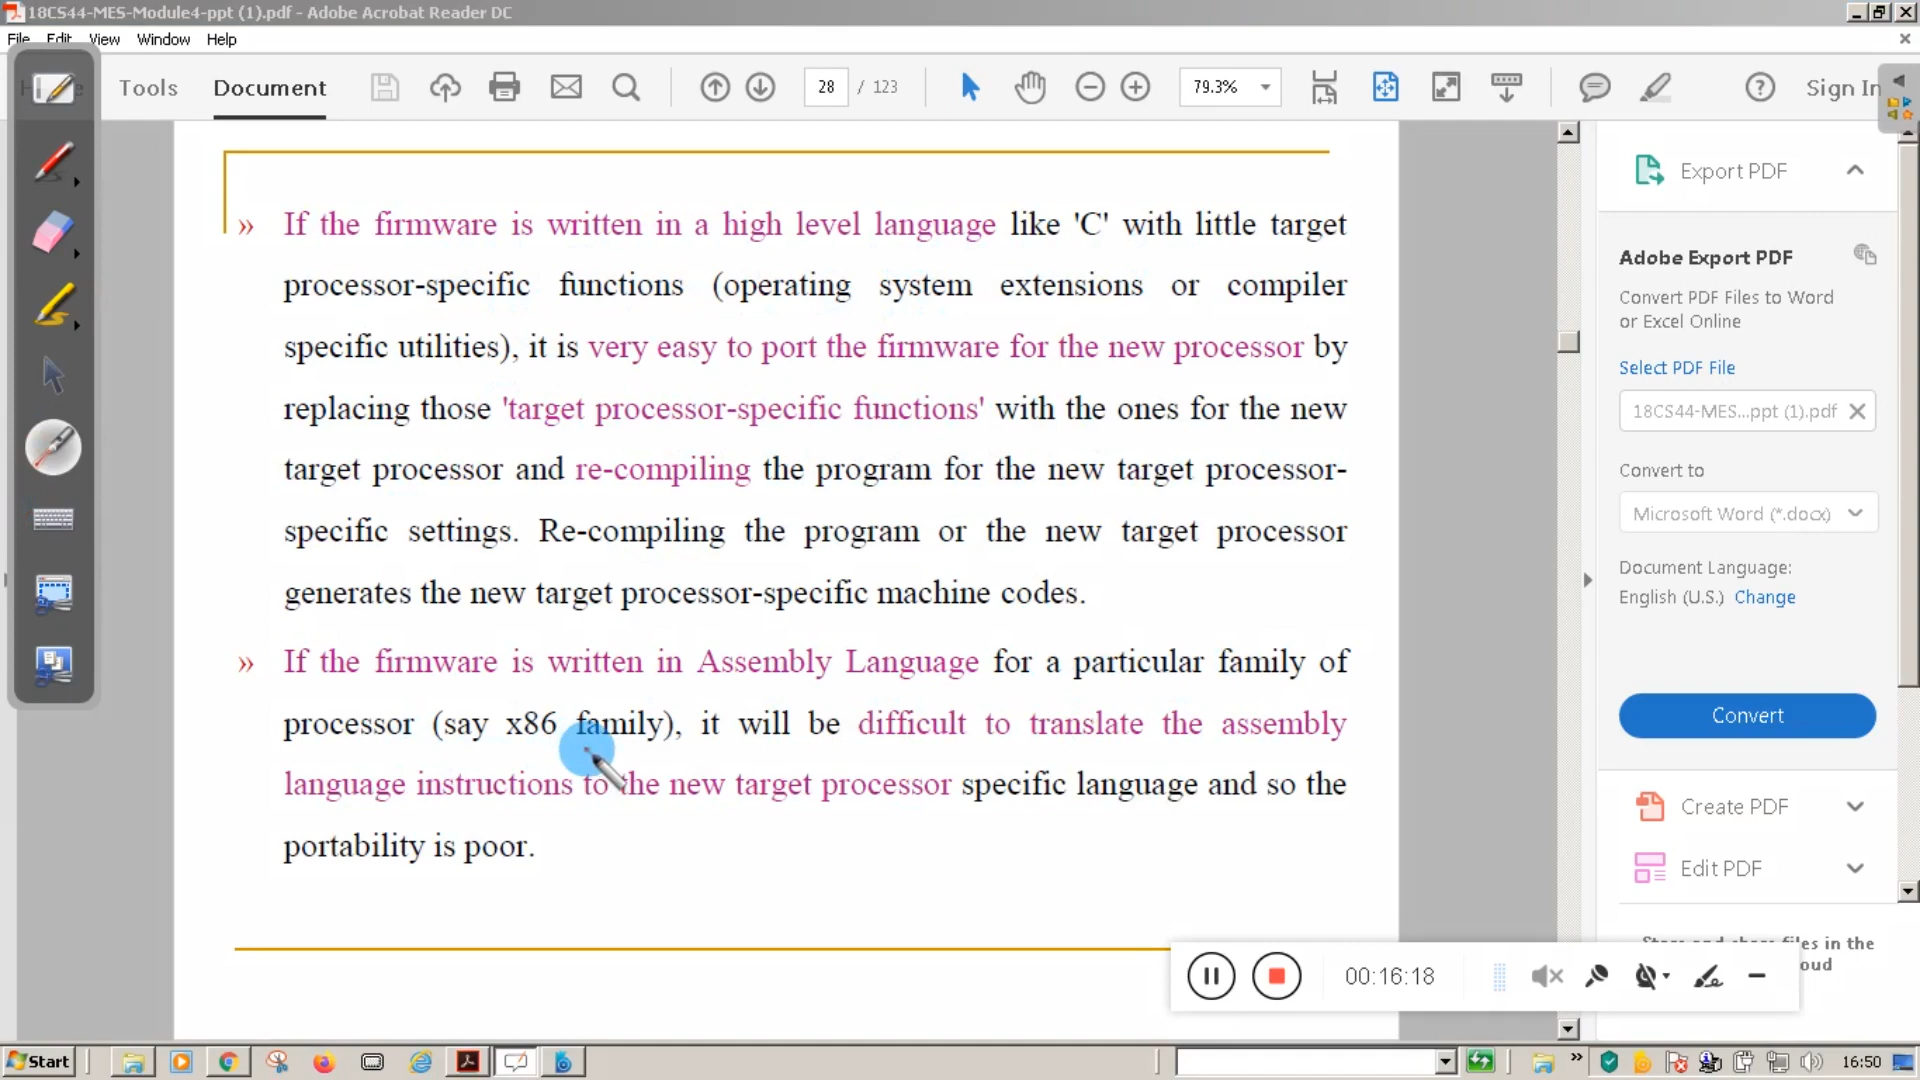 18CS44-MES-Module4-ppt (1).pdf - Adobe Acrobat Reader DC
File Edit View Window Help
Tools Document 28 / 123 79.3% Sign In
» If the firmware is written in a high level language like 'C' with little target
processor-specific functions (operating system extensions or compiler
specific utilities), it is very easy to port the firmware for the new processor by
replacing those 'target processor-specific functions' with the ones for the new
target processor and re-compiling the program for the new target processor-
specific settings. Re-compiling the program or the new target processor
generates the new target processor-specific machine codes.
» If the firmware is written in Assembly Language for a particular family of
processor (say x86 family), it will be difficult to translate the assembly
language instructions to the new target processor specific language and so the
portability is poor.
Export PDF
Adobe Export PDF
Convert PDF Files to Word
or Excel Online
Select PDF File
18CS44-MES...ppt (1).pdf
Convert to
Microsoft Word (*.docx)
Document Language:
English (U.S.) Change
Convert
Create PDF
Edit PDF
files in the
00:16:18
Start
16:50